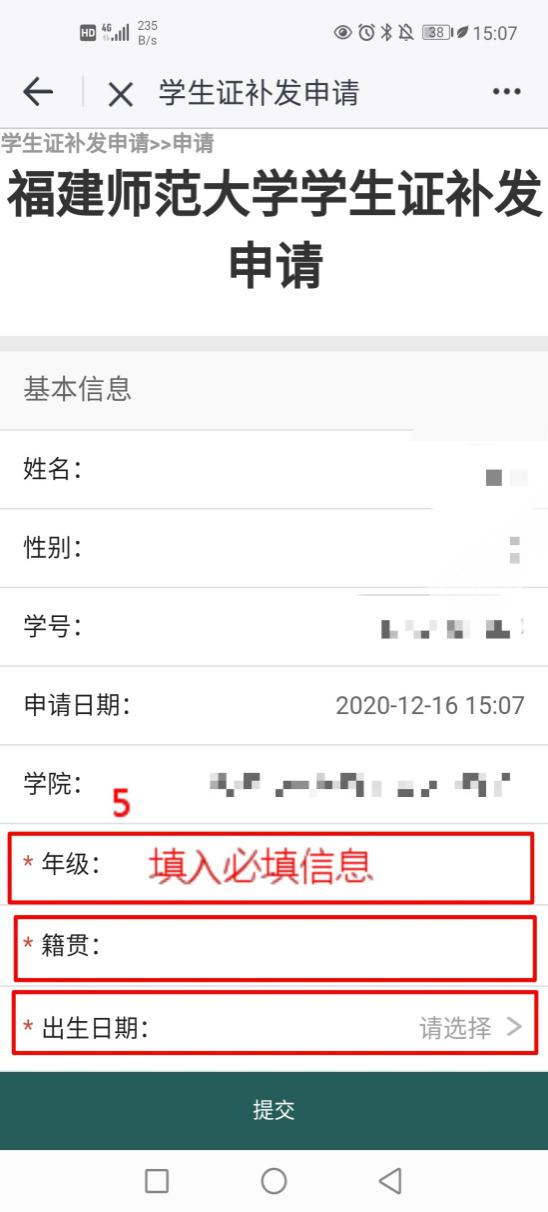 HD 4G 235 B/s 38 15:07
学生证补发申请
学生证补发申请>>申请
福建师范大学学生证补发
申请
基本信息
姓名：
性别：
学号：
申请日期： 2020-12-16 15:07
学院：
5
* 年级： 填入必填信息
* 籍贯：
* 出生日期： 请选择 >
提交